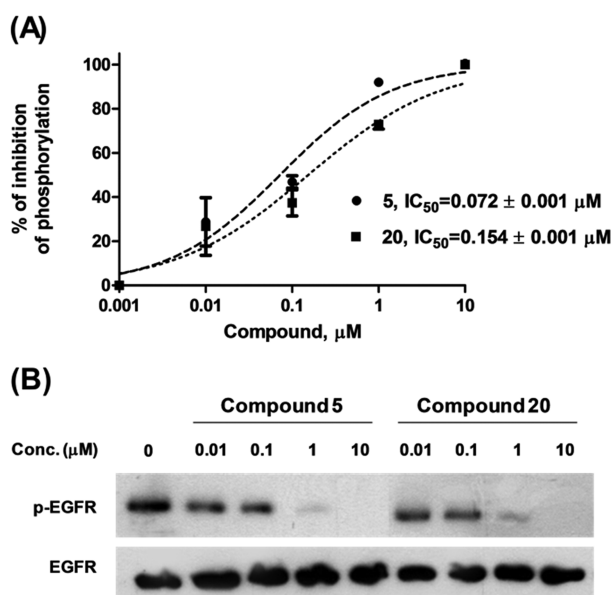 (A)
% of inhibition
of phosphorylation
100
80
60
40
20
0
0.001 0.01 0.1 1 10
Compound, μM
5, IC50=0.072 ± 0.001 μM
20, IC50=0.154 ± 0.001 μM
(B)
Compound 5 Compound 20
Conc. (μM) 0 0.01 0.1 1 10 0.01 0.1 1 10
p-EGFR
EGFR